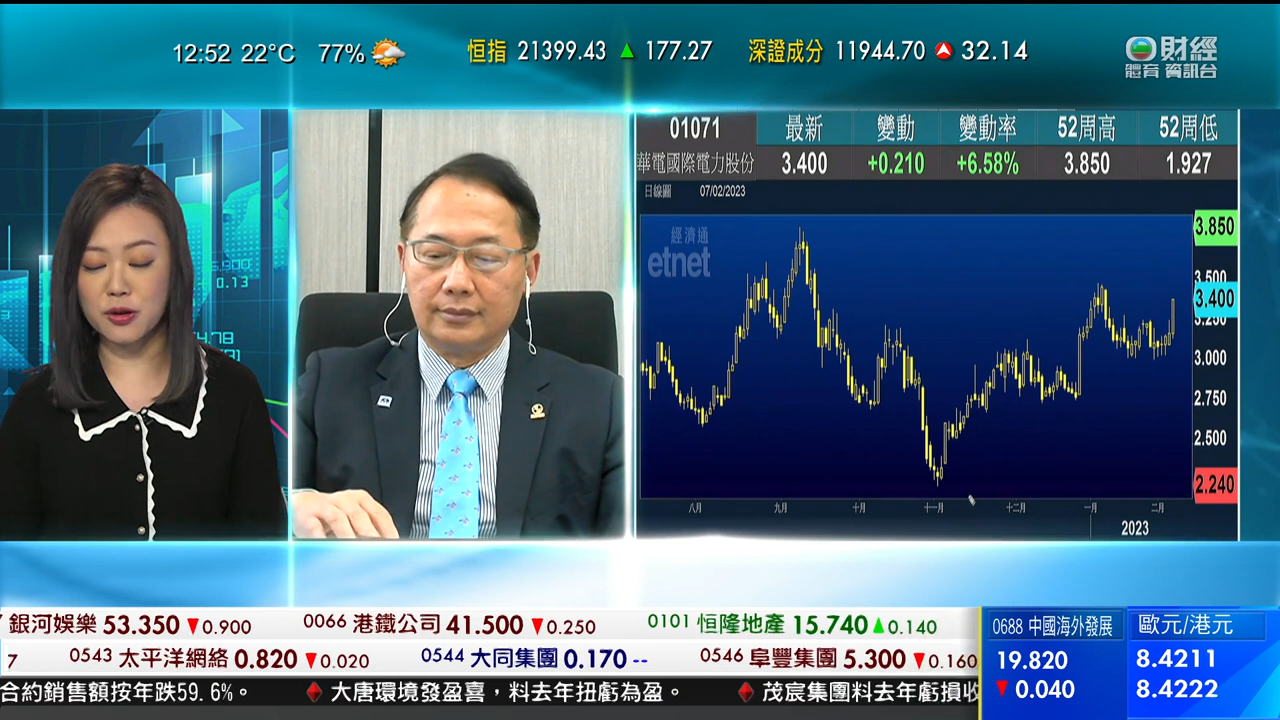 12:52 22°C 77% 恒指 21399.43 ▲ 177.27 深證成分 11944.70 ▲ 32.14
財經
體育 資訊台
01071 最新 變動 變動率 52周高 52周低
華電國際電力股份 3.400 +0.210 +6.58% 3.850 1.927
日線圖 07/02/2023
經濟通
etnet
3.850
3.500
3.400
3.200
3.000
2.750
2.500
2.240
八月 九月 十月 十一月 十二月 一月 二月
2023
銀河娛樂 53.350 ▼0.900 0066 港鐵公司 41.500 ▼0.250 0101 恒隆地產 15.740 ▲0.140
7 0543 太平洋網絡 0.820 ▼0.020 0544 大同集團 0.170 -- 0546 阜豐集團 5.300 ▼0.160
合約銷售額按年跌59.6%。 ♦ 大唐環境發盈喜，料去年扭虧為盈。 ♦ 茂宸集團料去年虧損收
0688 中國海外發展
19.820
▼ 0.040
歐元/港元
8.4211
8.4222